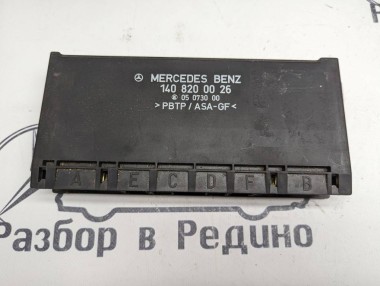 MERCEDES BENZ
140 820 00 26
05 0730 00
>PBTP / ASA-GF<
A E C D F B
Разбор в Редино